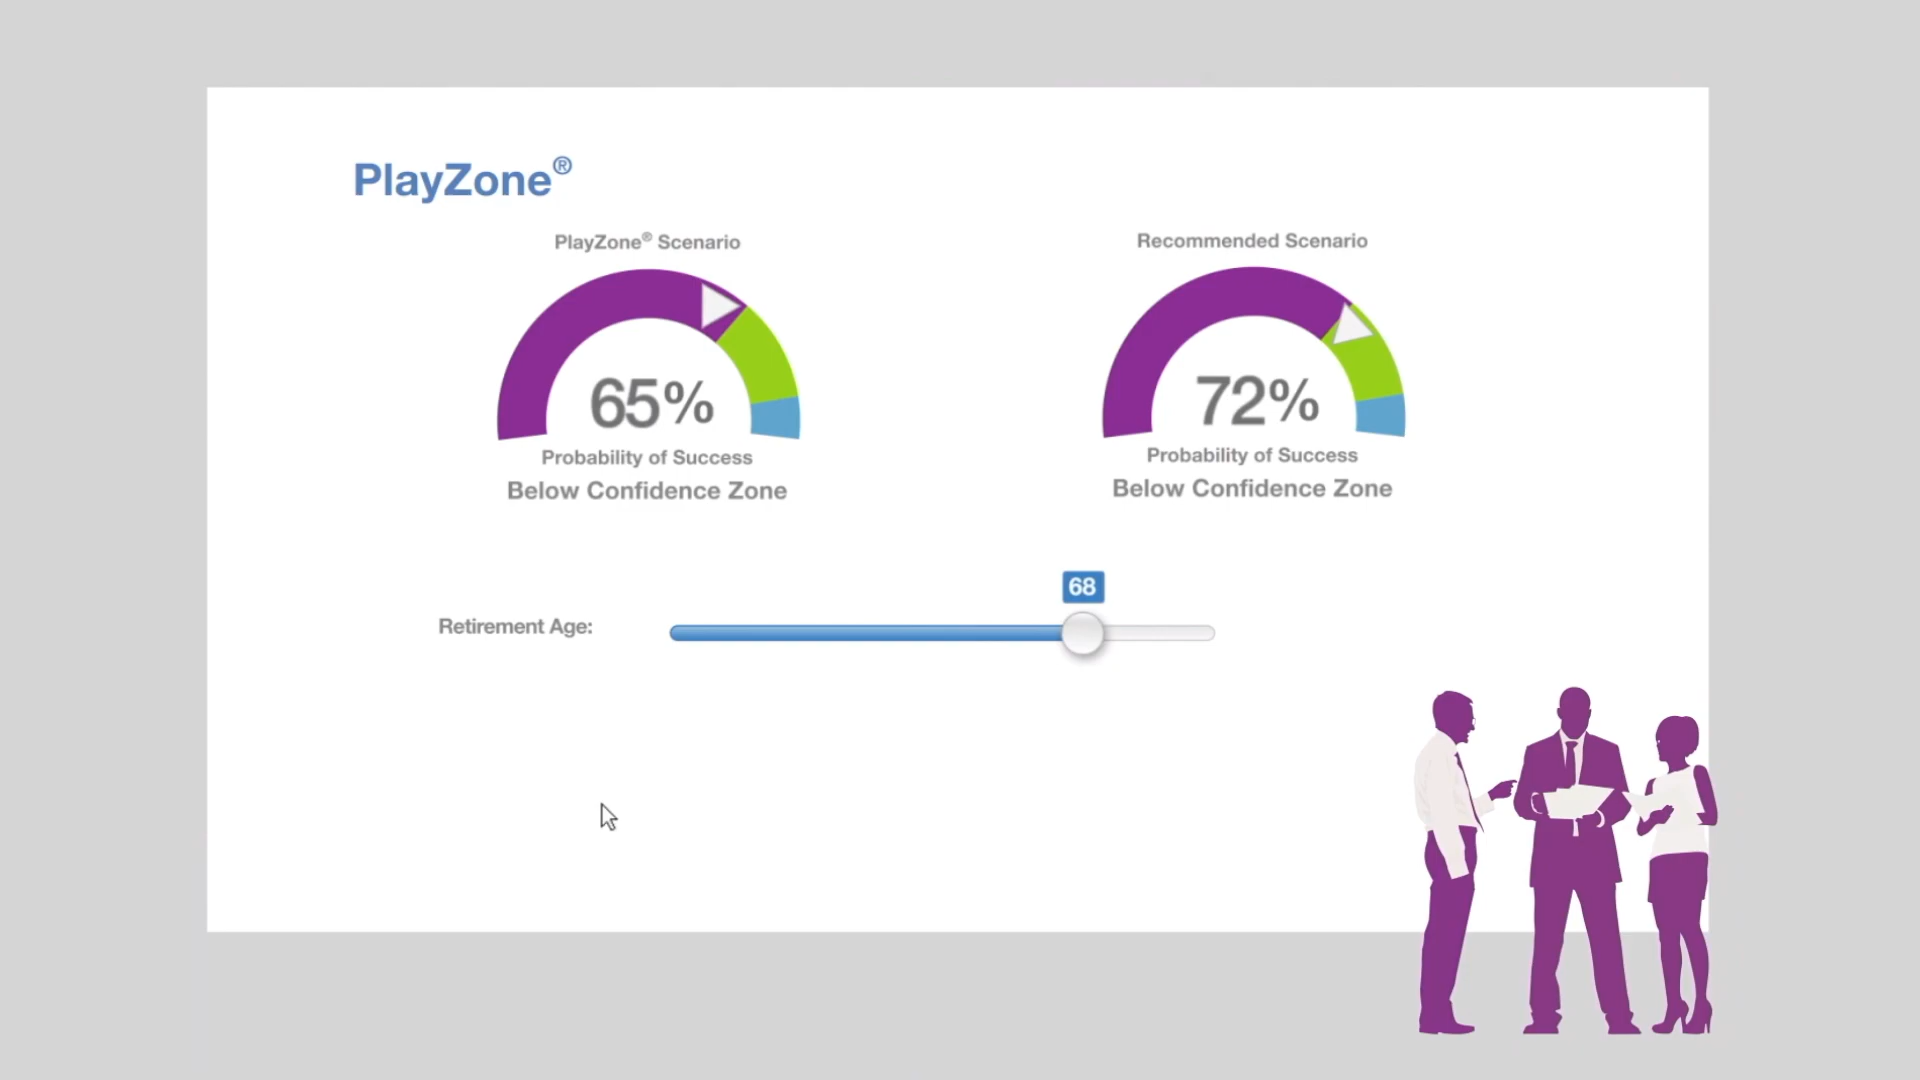 PlayZone®
PlayZone® Scenario
65%
Probability of Success
Below Confidence Zone
Recommended Scenario
72%
Probability of Success
Below Confidence Zone
68
Retirement Age: